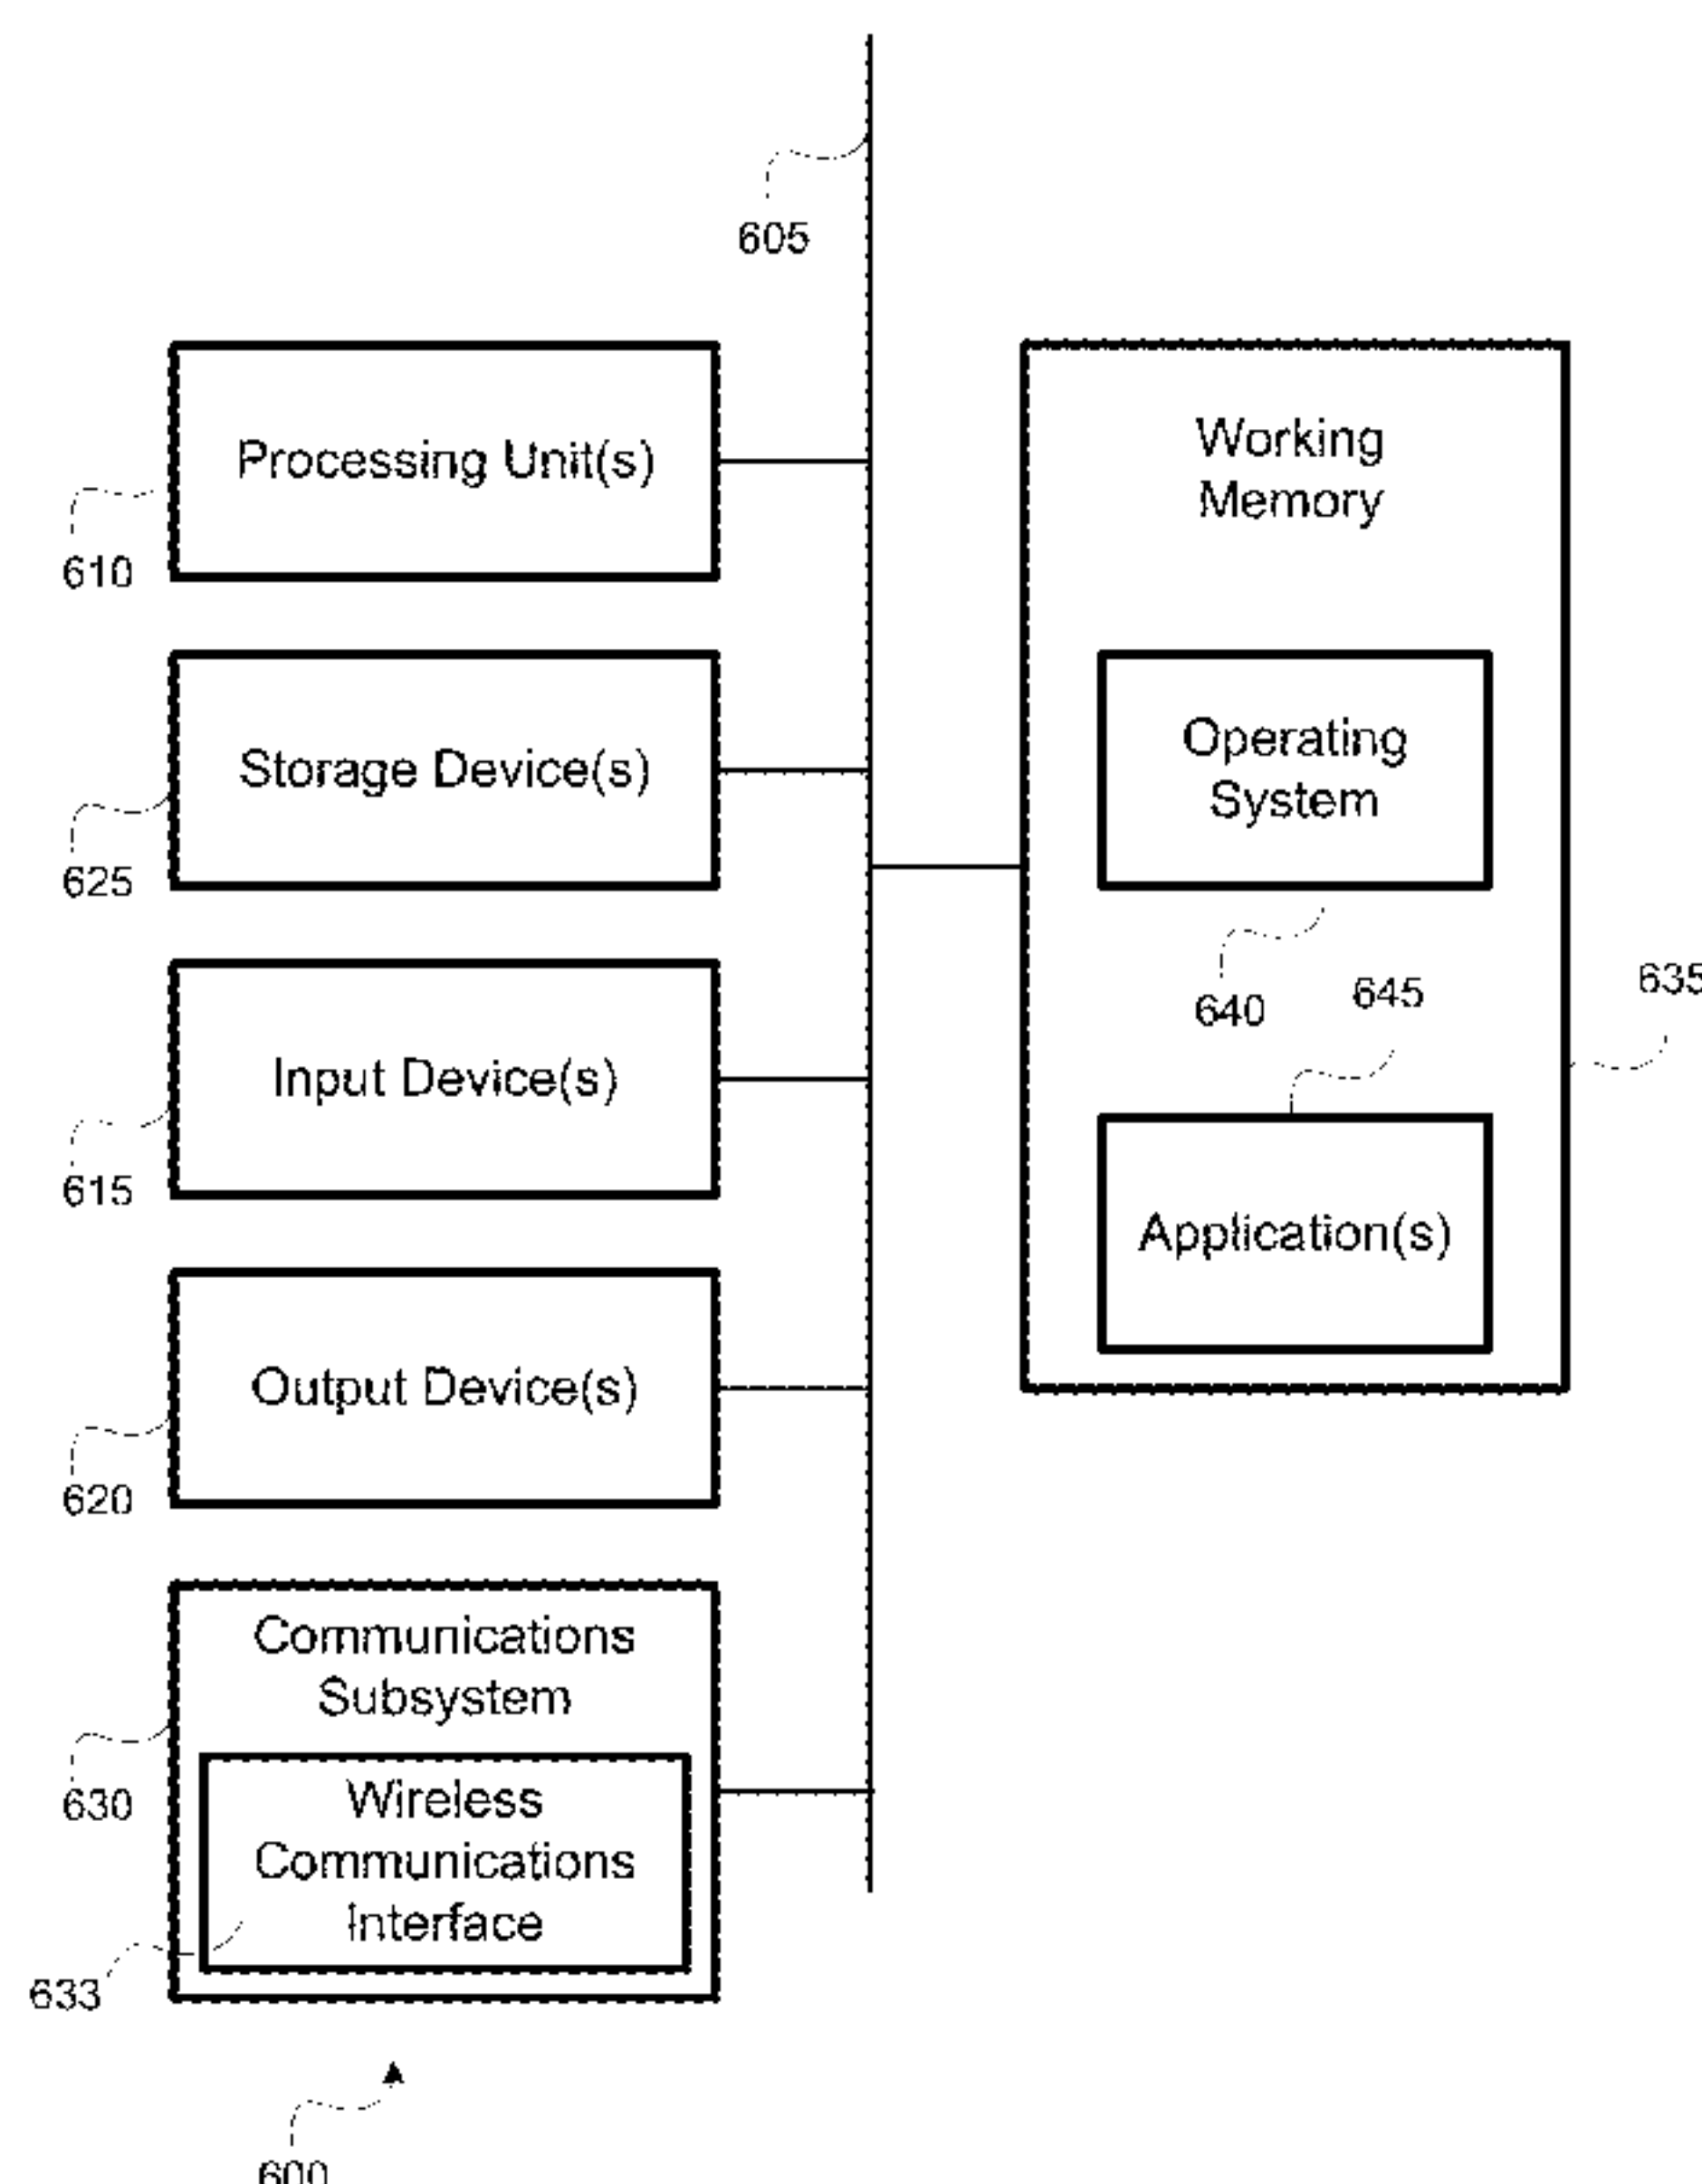 605
Processing Unit(s)
610
Storage Device(s)
625
Input Device(s)
615
Output Device(s)
620
Communications
Subsystem
630
Wireless
Communications
Interface
633
600
Working
Memory
Operating
System
640
645
635
Application(s)